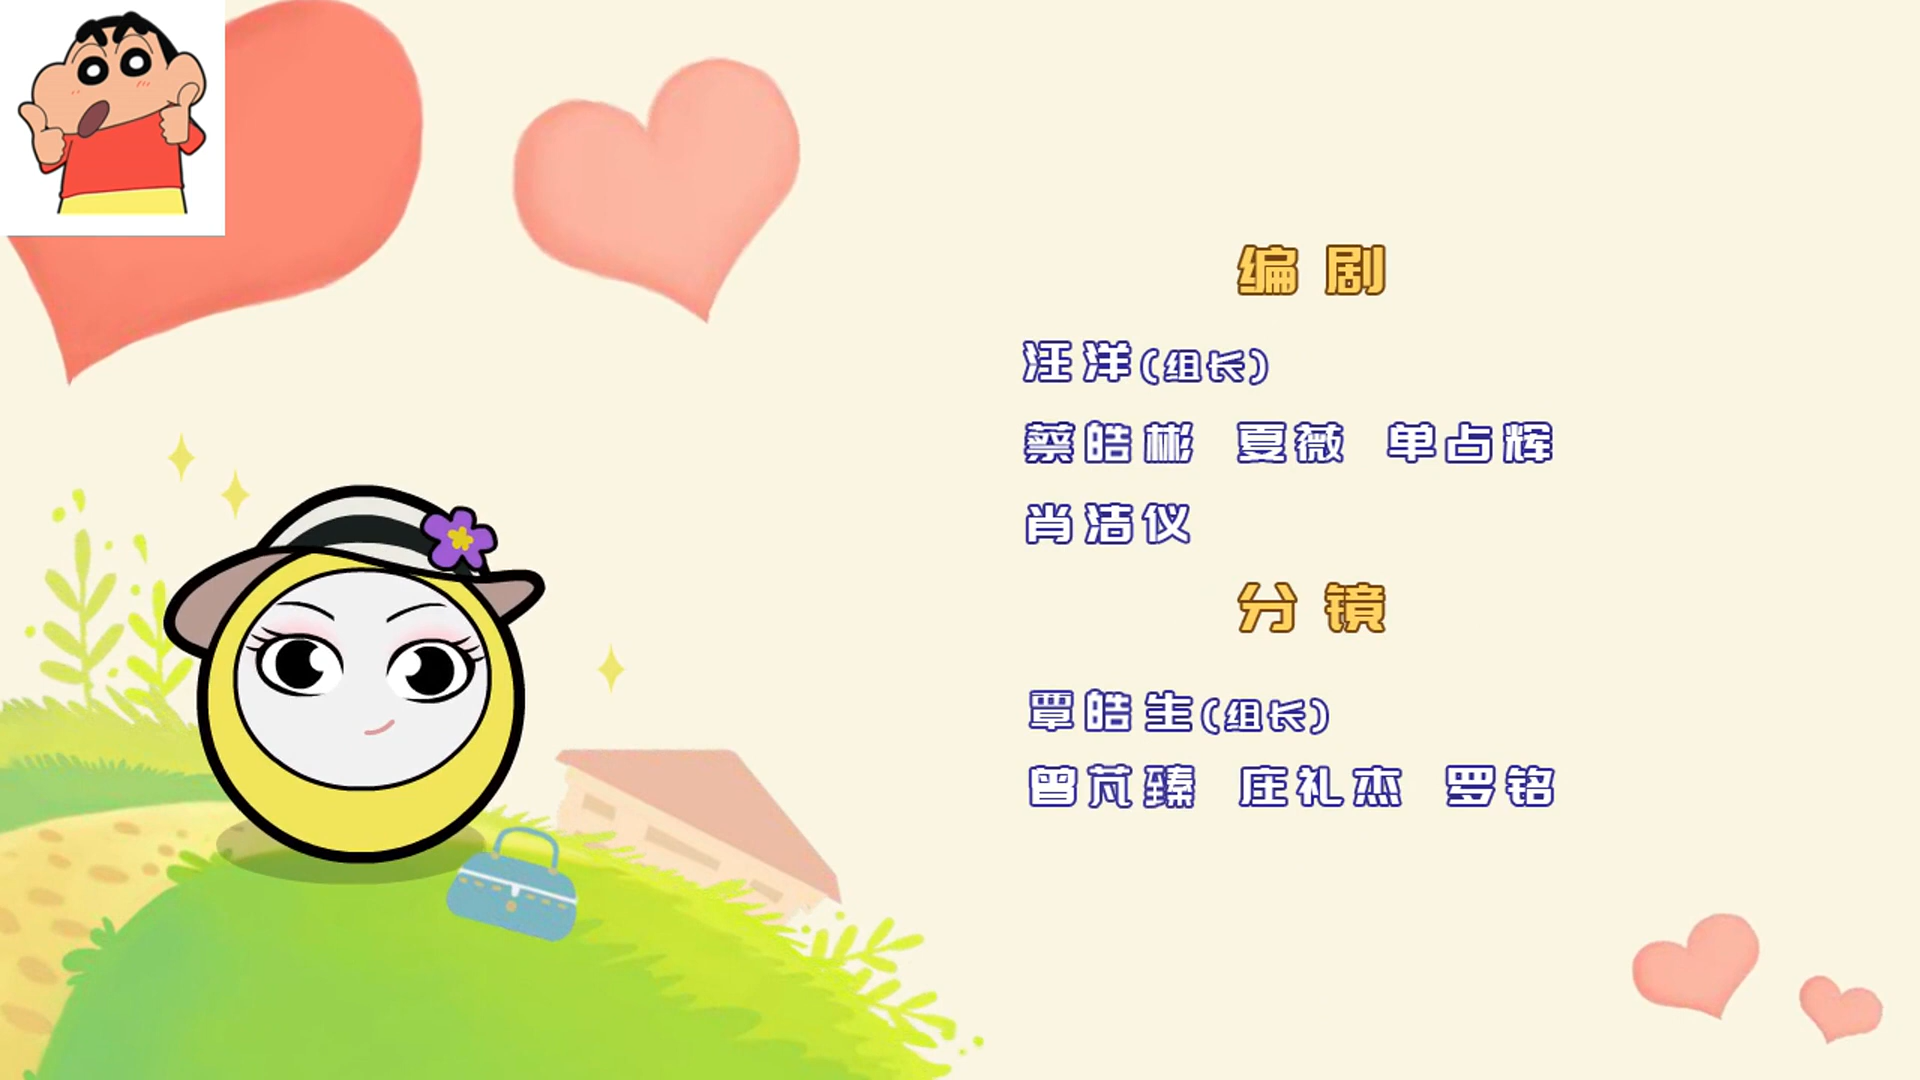 编 剧
汪洋(组长)
蔡皓彬 夏薇 单占辉
肖洁仪
分 镜
覃皓生(组长)
曾芃臻 庄礼杰 罗铭